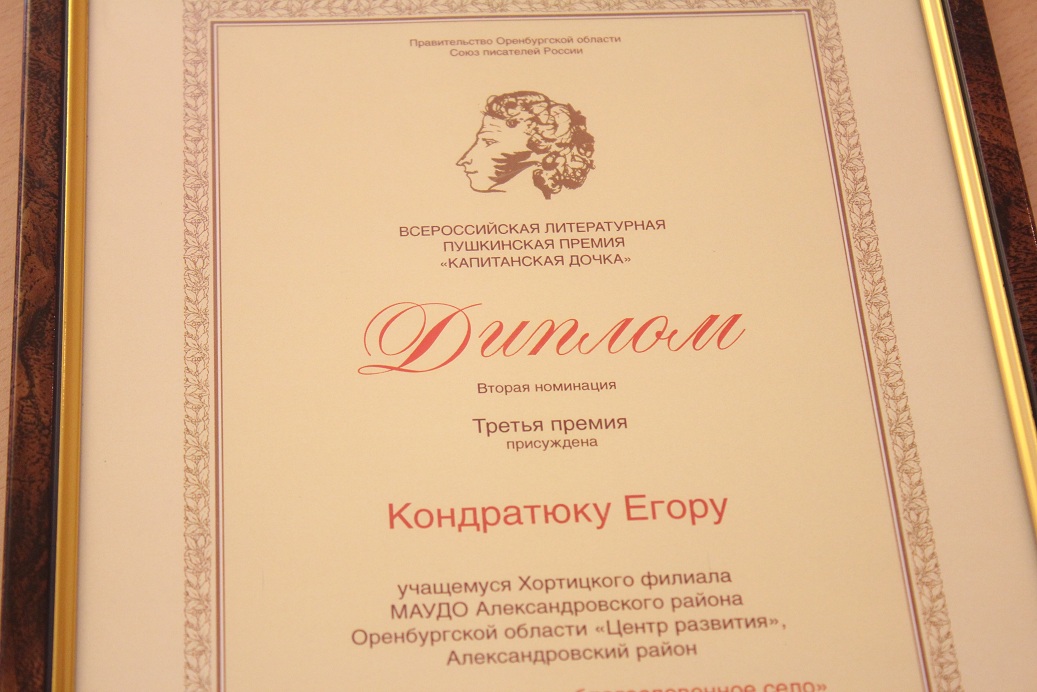 Правительство Оренбургской области
Союз писателей России
ВСЕРОССИЙСКАЯ ЛИТЕРАТУРНАЯ
ПУШКИНСКАЯ ПРЕМИЯ
«КАПИТАНСКАЯ ДОЧКА»
Диплом
Вторая номинация
Третья премия
присуждена
Кондратюку Егору
учащемуся Хортицкого филиала
МАУДО Александровского района
Оренбургской области «Центр развития»,
Александровский район
село»